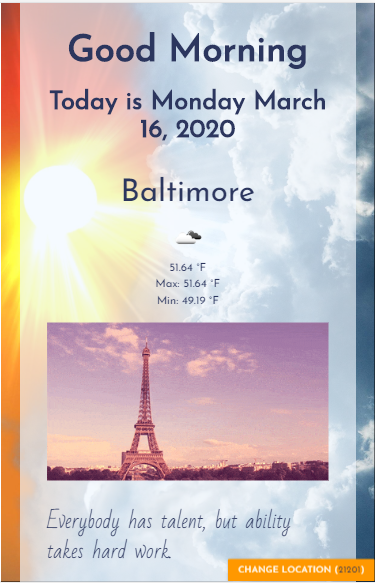 Good Morning
Today is Monday March
16, 2020
Baltimore
51.64 °F
Max: 51.64 °F
Min: 49.19 °F
Everybody has talent, but ability
takes hard work.
CHANGE LOCATION (21201)